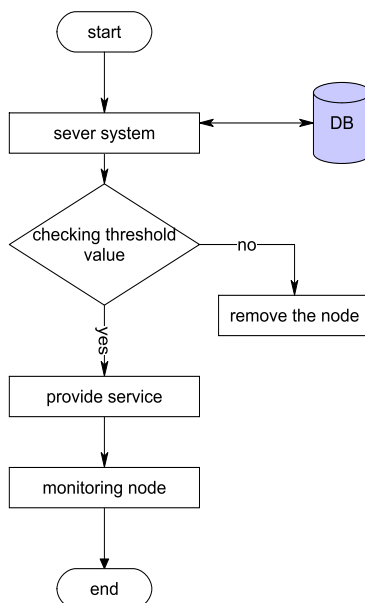 start
sever system
DB
checking threshold
value
no
remove the node
yes
provide service
monitoring node
end